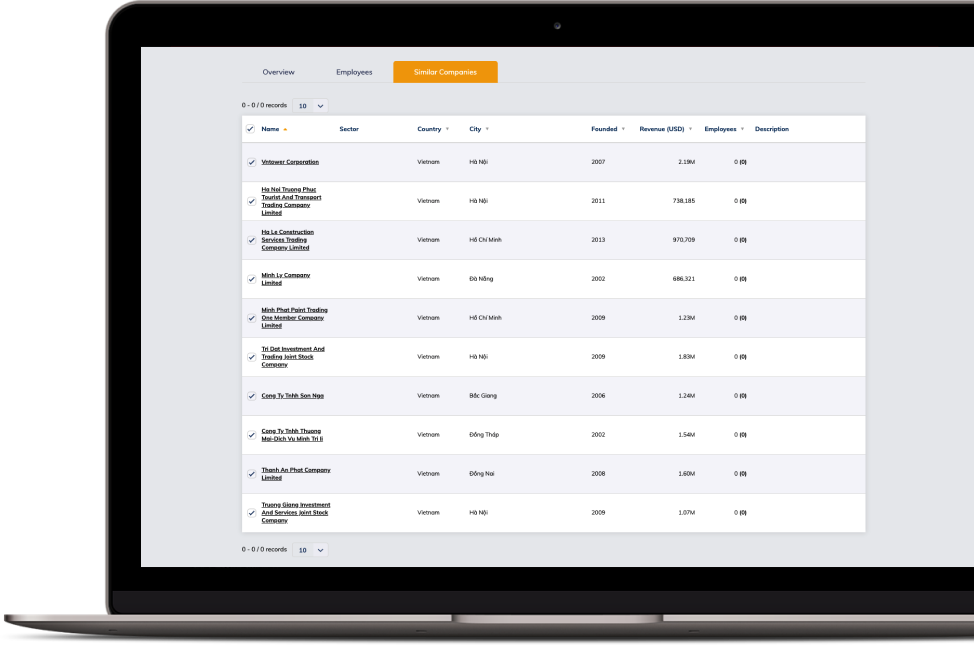 Overview Employees Similar Companies
0 - 0 / 0 records 10
Name Sector Country City Founded Revenue (USD) Employees Description
Vntower Corporation Vietnam Hà Nội 2007 2.19M 0 (0)
Ha Noi Truong Phuc
Tourist And Transport
Trading Company
Limited
Vietnam Hà Nội 2011 738,185 0 (0)
Ha Le Construction
Services Trading
Company Limited
Vietnam Hồ Chí Minh 2013 970,709 0 (0)
Minh Ly Company
Limited
Vietnam Đà Nẵng 2002 686,321 0 (0)
Minh Phat Paint Trading
One Member Company
Limited
Vietnam Hồ Chí Minh 2009 1.23M 0 (0)
Tri Dat Investment And
Trading Joint Stock
Company
Vietnam Hà Nội 2009 1.83M 0 (0)
Cong Ty Tnhh Son Nga Vietnam Bắc Giang 2006 1.24M 0 (0)
Cong Ty Tnhh Thuong
Mai-Dich Vu Minh Tri Ii
Vietnam Đồng Tháp 2002 1.54M 0 (0)
Thanh An Phat Company
Limited
Vietnam Đồng Nai 2008 1.60M 0 (0)
Truong Giang Investment
And Services Joint Stock
Company
Vietnam Hà Nội 2009 1.07M 0 (0)
0 - 0 / 0 records 10